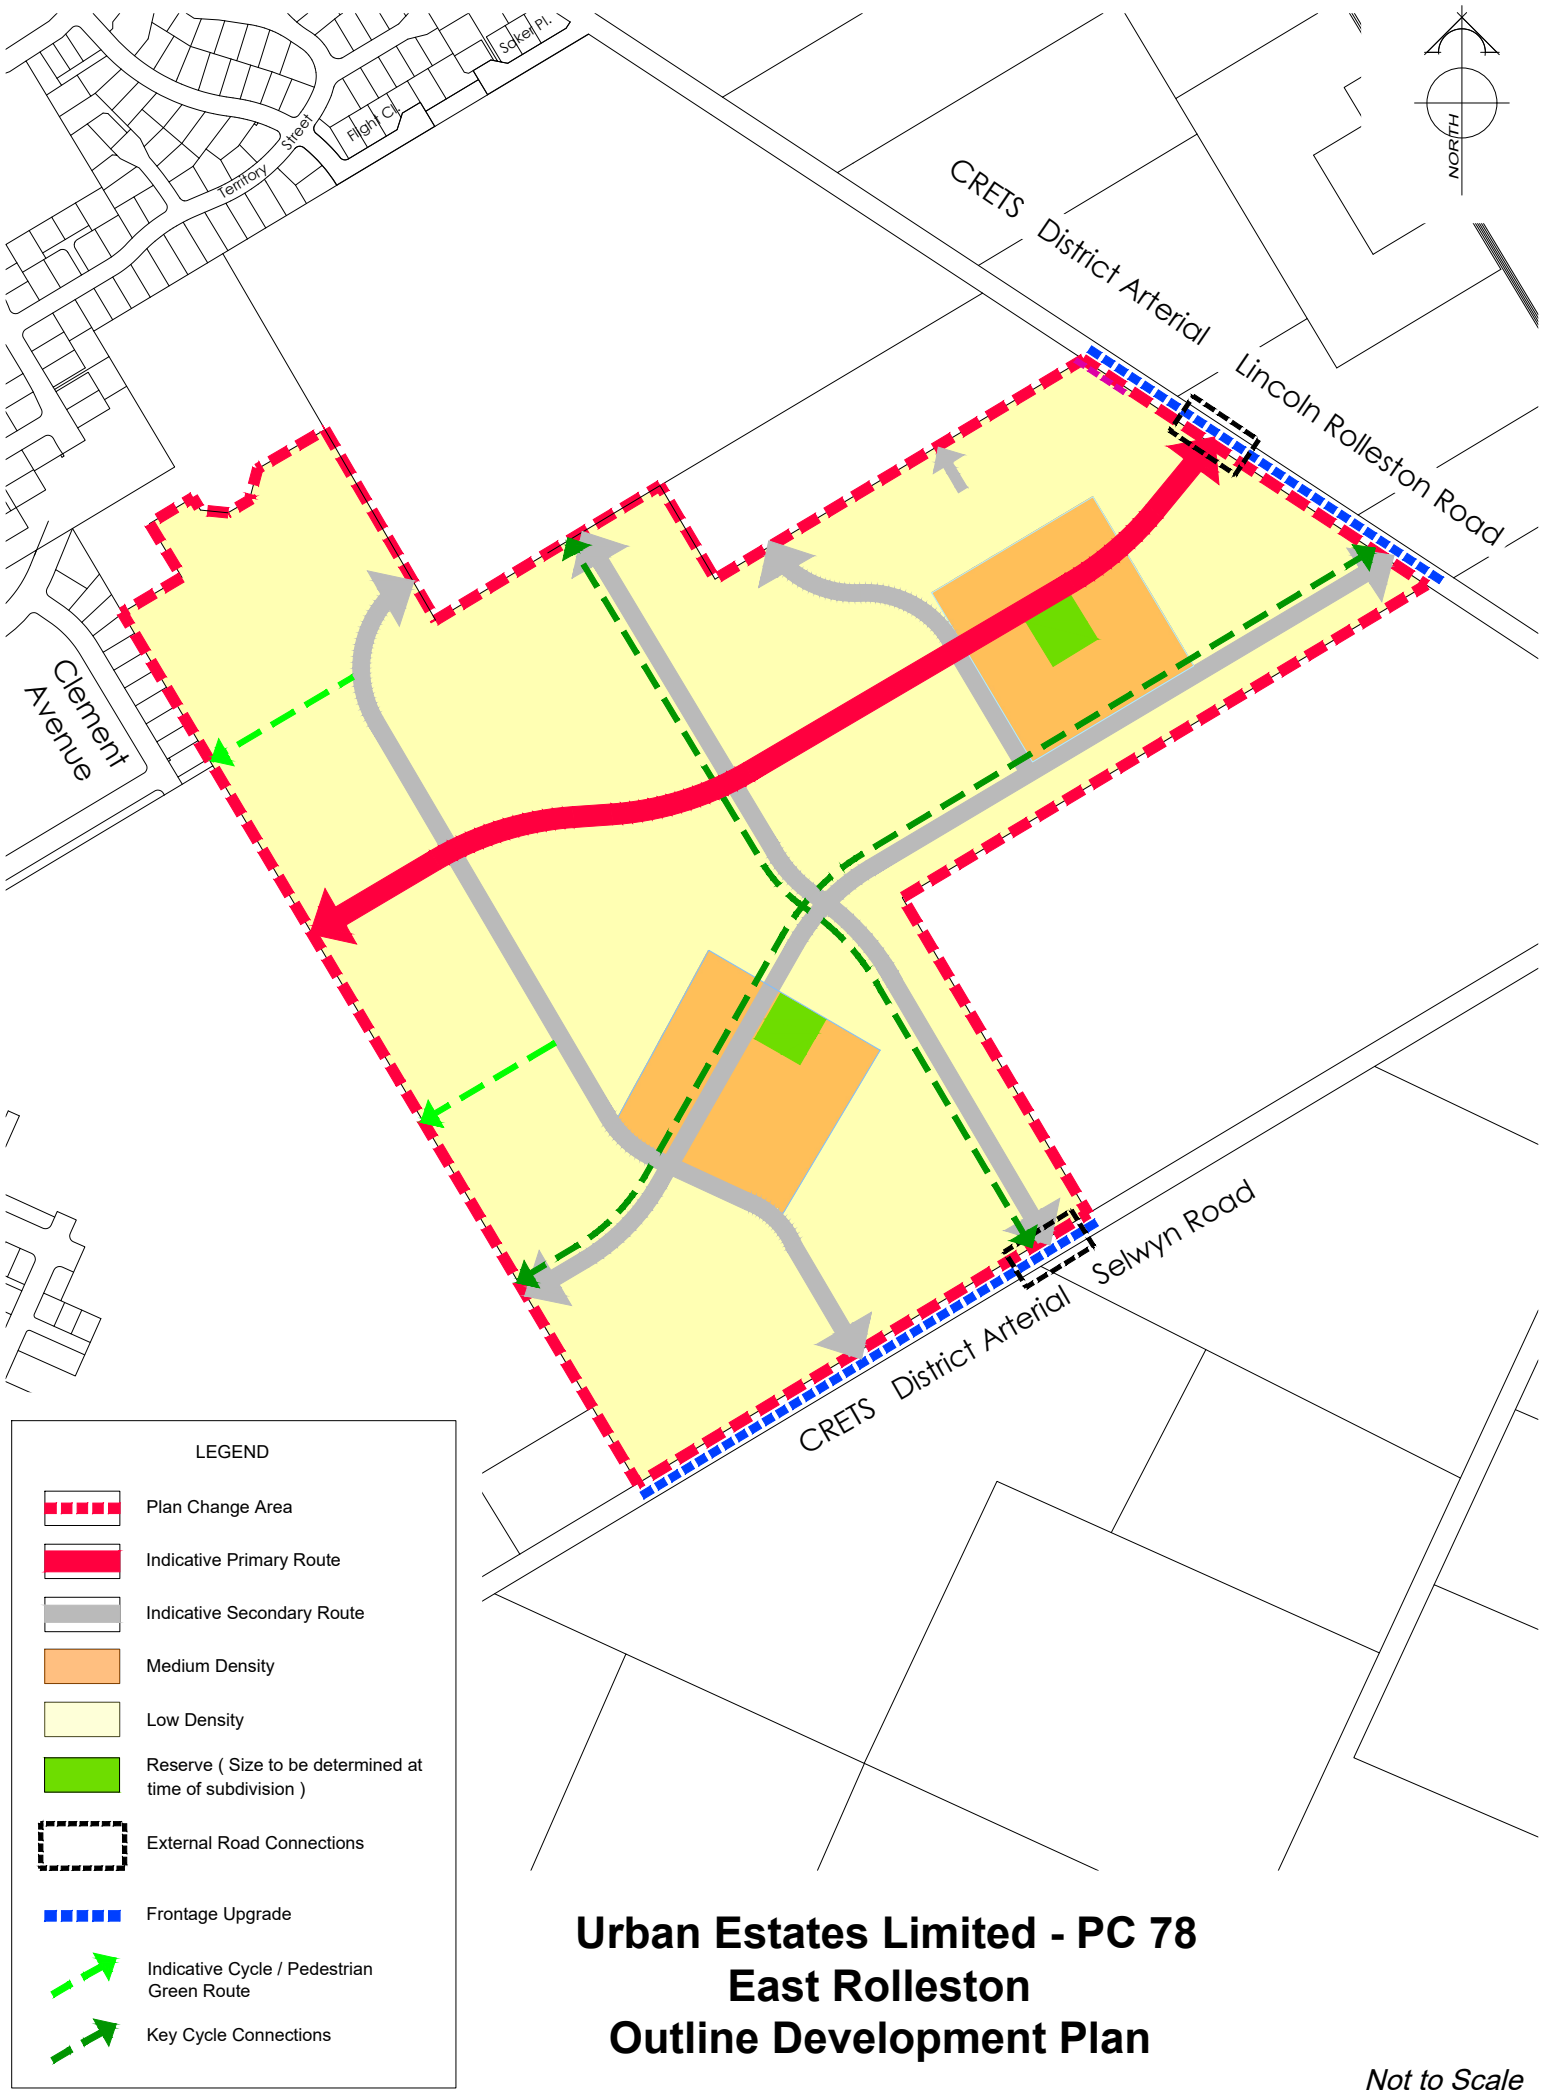 Saker Pl.
Flight Cl.
Street
Territory
NORTH
CRETS District Arterial Lincoln Rolleston Road
Clement
Avenue
CRETS District Arterial Selwyn Road
LEGEND
Plan Change Area
Indicative Primary Route
Indicative Secondary Route
Medium Density
Low Density
Reserve ( Size to be determined at
time of subdivision )
External Road Connections
Frontage Upgrade
Indicative Cycle / Pedestrian
Green Route
Key Cycle Connections
Urban Estates Limited - PC 78
East Rolleston
Outline Development Plan
Not to Scale